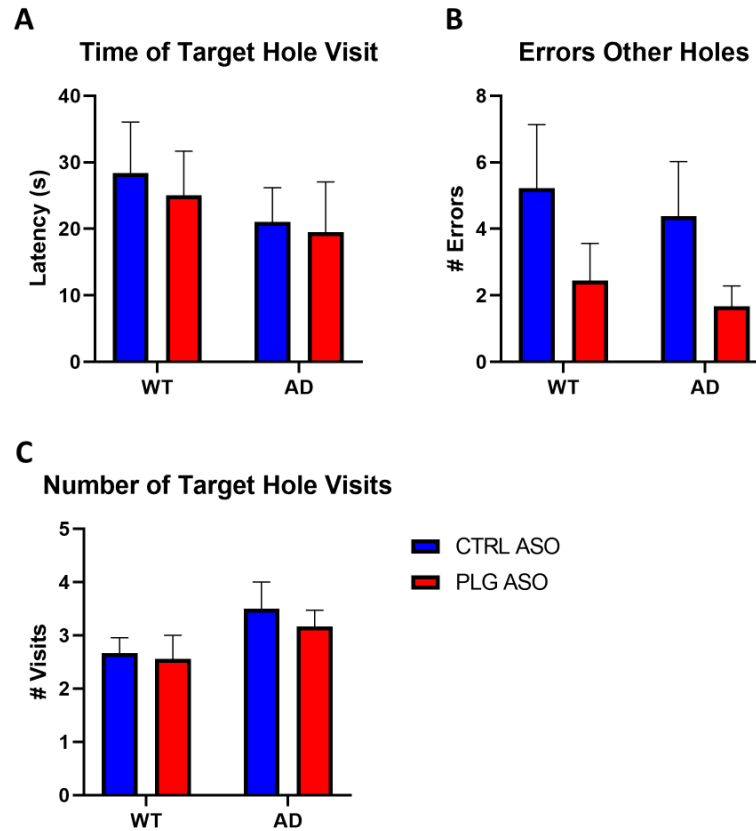 A
Time of Target Hole Visit
Latency (s)
40
30
20
10
0
WT AD
B
Errors Other Holes
# Errors
8
6
4
2
0
WT AD
C
Number of Target Hole Visits
# Visits
5
4
3
2
1
0
WT AD
CTRL ASO
PLG ASO